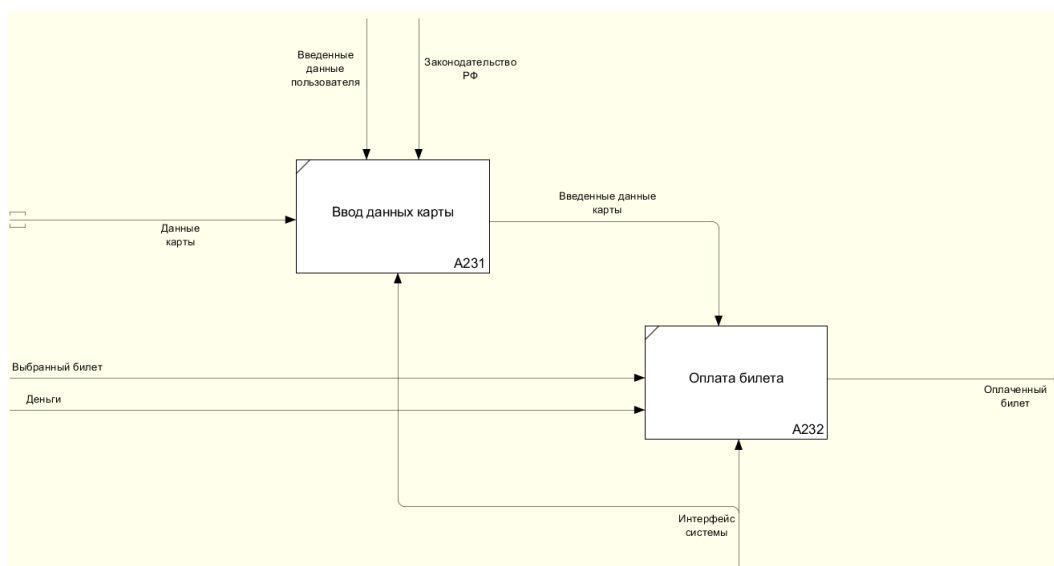 Введенные
данные
пользователя
Законодательство
РФ
Ввод данных карты
A231
Данные
карты
Введенные данные
карты
Выбранный билет
Деньги
Оплата билета
A232
Оплаченный
билет
Интерфейс
системы